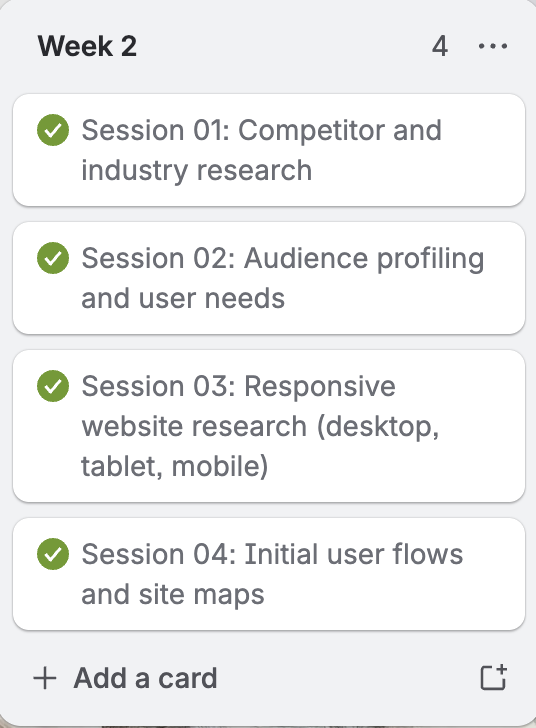 Week 2
4
Session 01: Competitor and
industry research
Session 02: Audience profiling
and user needs
Session 03: Responsive
website research (desktop,
tablet, mobile)
Session 04: Initial user flows
and site maps
Add a card